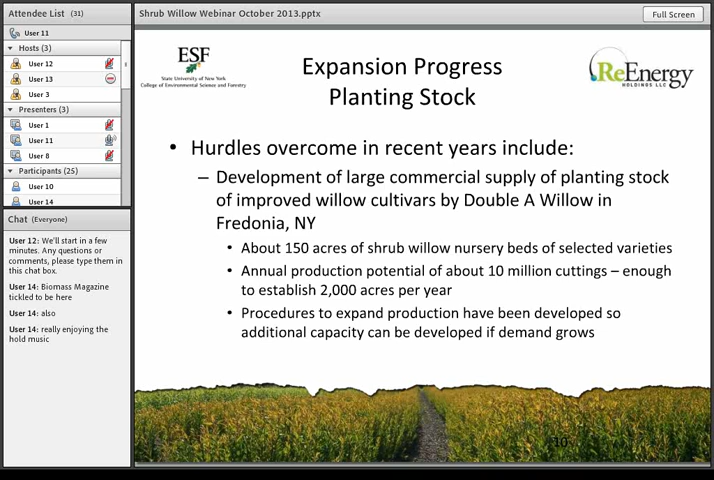 Attendee List (31)
User 11
Hosts (3)
User 12
User 13
User 3
Presenters (3)
User 1
User 11
User 8
Participants (25)
User 10
User 14
Chat (Everyone)
User 12: We'll start in a few
minutes. Any questions or
comments, please type them in
this chat box.
User 14: Biomass Magazine
tickled to be here
User 14: also
User 14: really enjoying the
hold music
Shrub Willow Webinar October 2013.pptx
Full Screen
ESF
State University of New York
College of Environmental Science and Forestry
Expansion Progress
Planting Stock
ReEnergy
HOLDINGS LLC
• Hurdles overcome in recent years include:
– Development of large commercial supply of planting stock
of improved willow cultivars by Double A Willow in
Fredonia, NY
• About 150 acres of shrub willow nursery beds of selected varieties
• Annual production potential of about 10 million cuttings – enough
to establish 2,000 acres per year
• Procedures to expand production have been developed so
additional capacity can be developed if demand grows
10